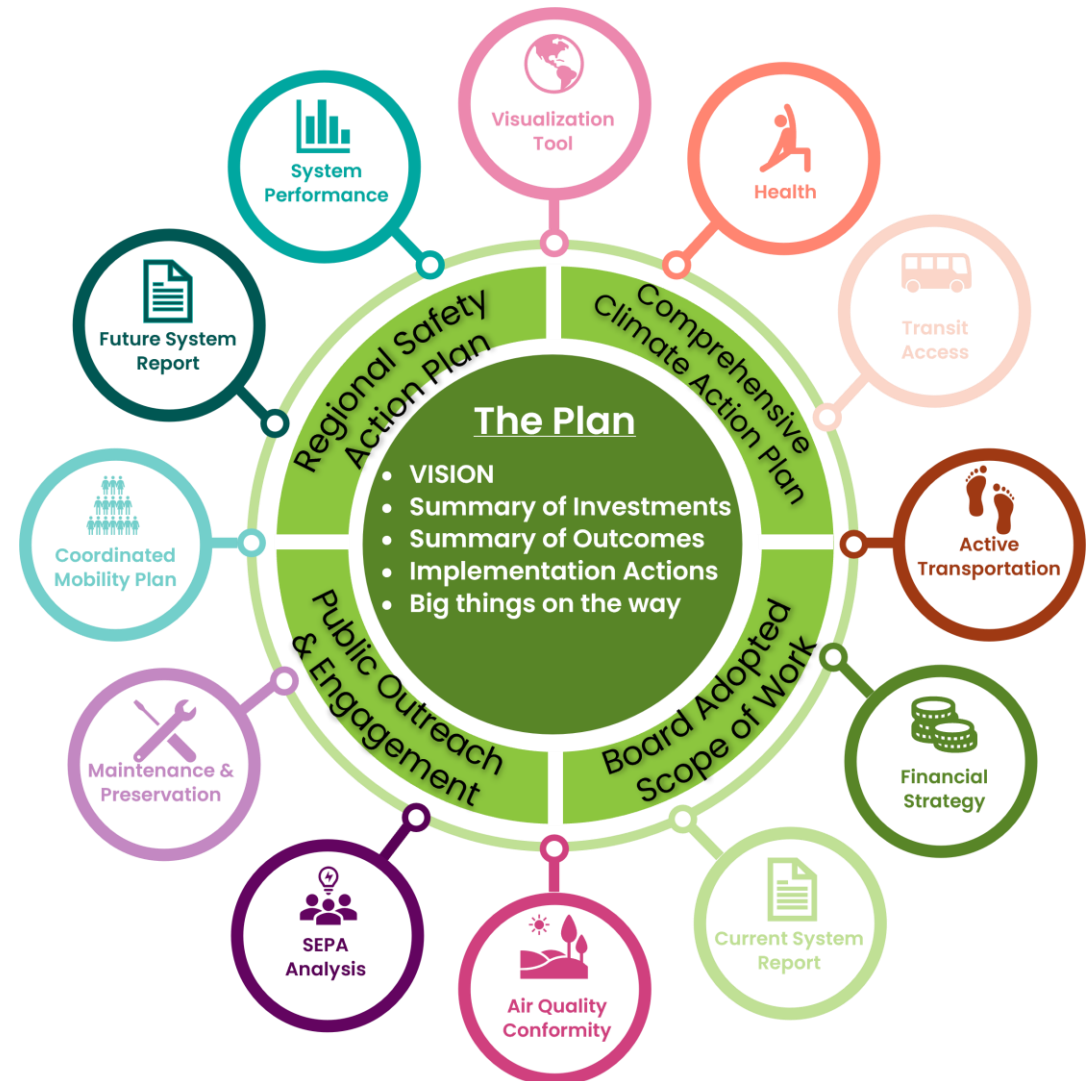 Visualization
Tool
Health
Transit
Access
Active
Transportation
Financial
Strategy
Current System
Report
Air Quality
Conformity
SEPA
Analysis
Maintenance &
Preservation
Coordinated
Mobility Plan
Future System
Report
System
Performance
Regional Safety
Action Plan
Comprehensive
Climate Action Plan
Board Adopted
Scope of Work
Public Outreach
& Engagement
The Plan
• VISION
• Summary of Investments
• Summary of Outcomes
• Implementation Actions
• Big things on the way